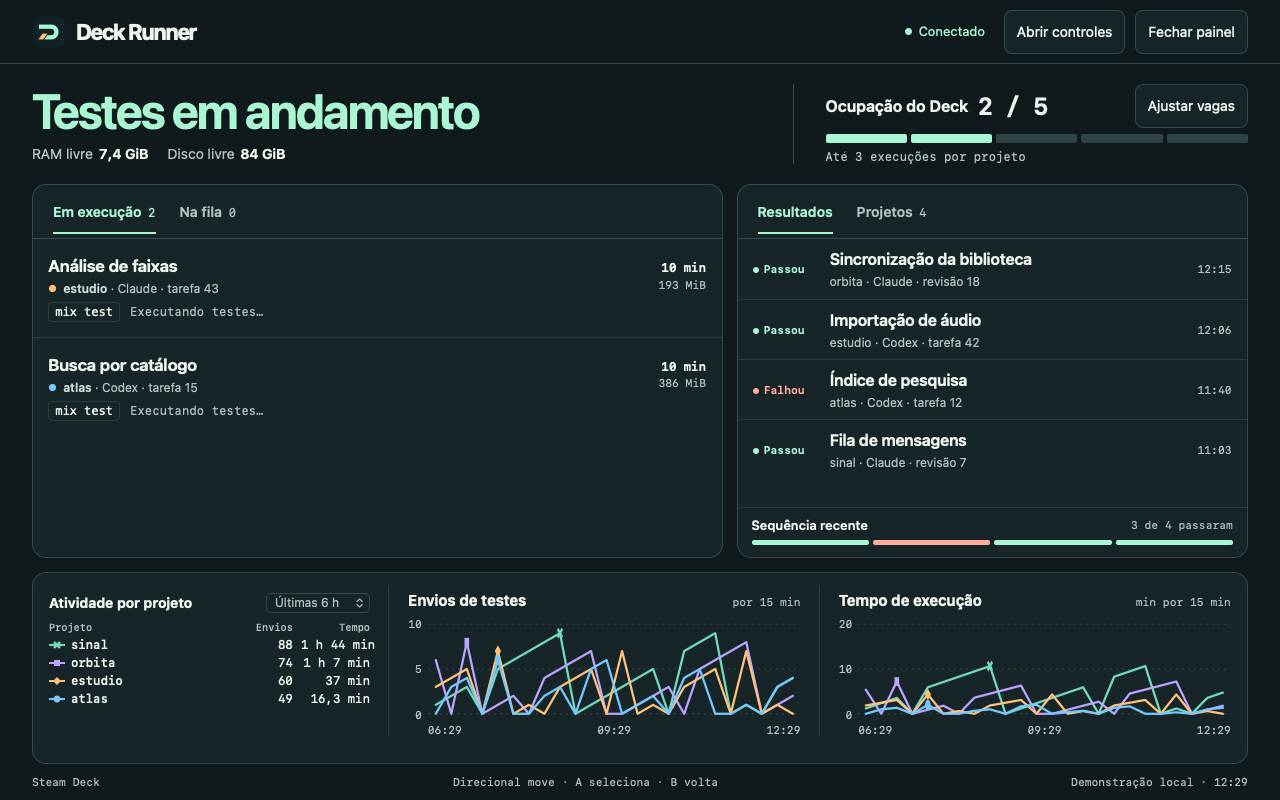 Deck Runner
Conectado
Abrir controles
Fechar painel
Testes em andamento
RAM livre 7,4 GiB Disco livre 84 GiB
Ocupação do Deck 2 / 5
Ajustar vagas
Até 3 execuções por projeto
Em execução 2
Na fila 0
Análise de faixas
10 min
estudio · Claude · tarefa 43
193 MiB
mix test Executando testes…
Busca por catálogo
10 min
atlas · Codex · tarefa 15
386 MiB
mix test Executando testes…
Resultados
Projetos 4
Passou
Sincronização da biblioteca
orbita · Claude · revisão 18
12:15
Passou
Importação de áudio
estudio · Codex · tarefa 42
12:06
Falhou
Índice de pesquisa
atlas · Codex · tarefa 12
11:40
Passou
Fila de mensagens
sinal · Claude · revisão 7
11:03
Sequência recente
3 de 4 passaram
Atividade por projeto
Últimas 6 h
Projeto Envios Tempo
sinal 88 1 h 44 min
orbita 74 1 h 7 min
estudio 60 37 min
atlas 49 16,3 min
Envios de testes
por 15 min
10
5
0
06:29 09:29 12:29
Tempo de execução
min por 15 min
20
10
0
06:29 09:29 12:29
Steam Deck
Direcional move · A seleciona · B volta
Demonstração local · 12:29